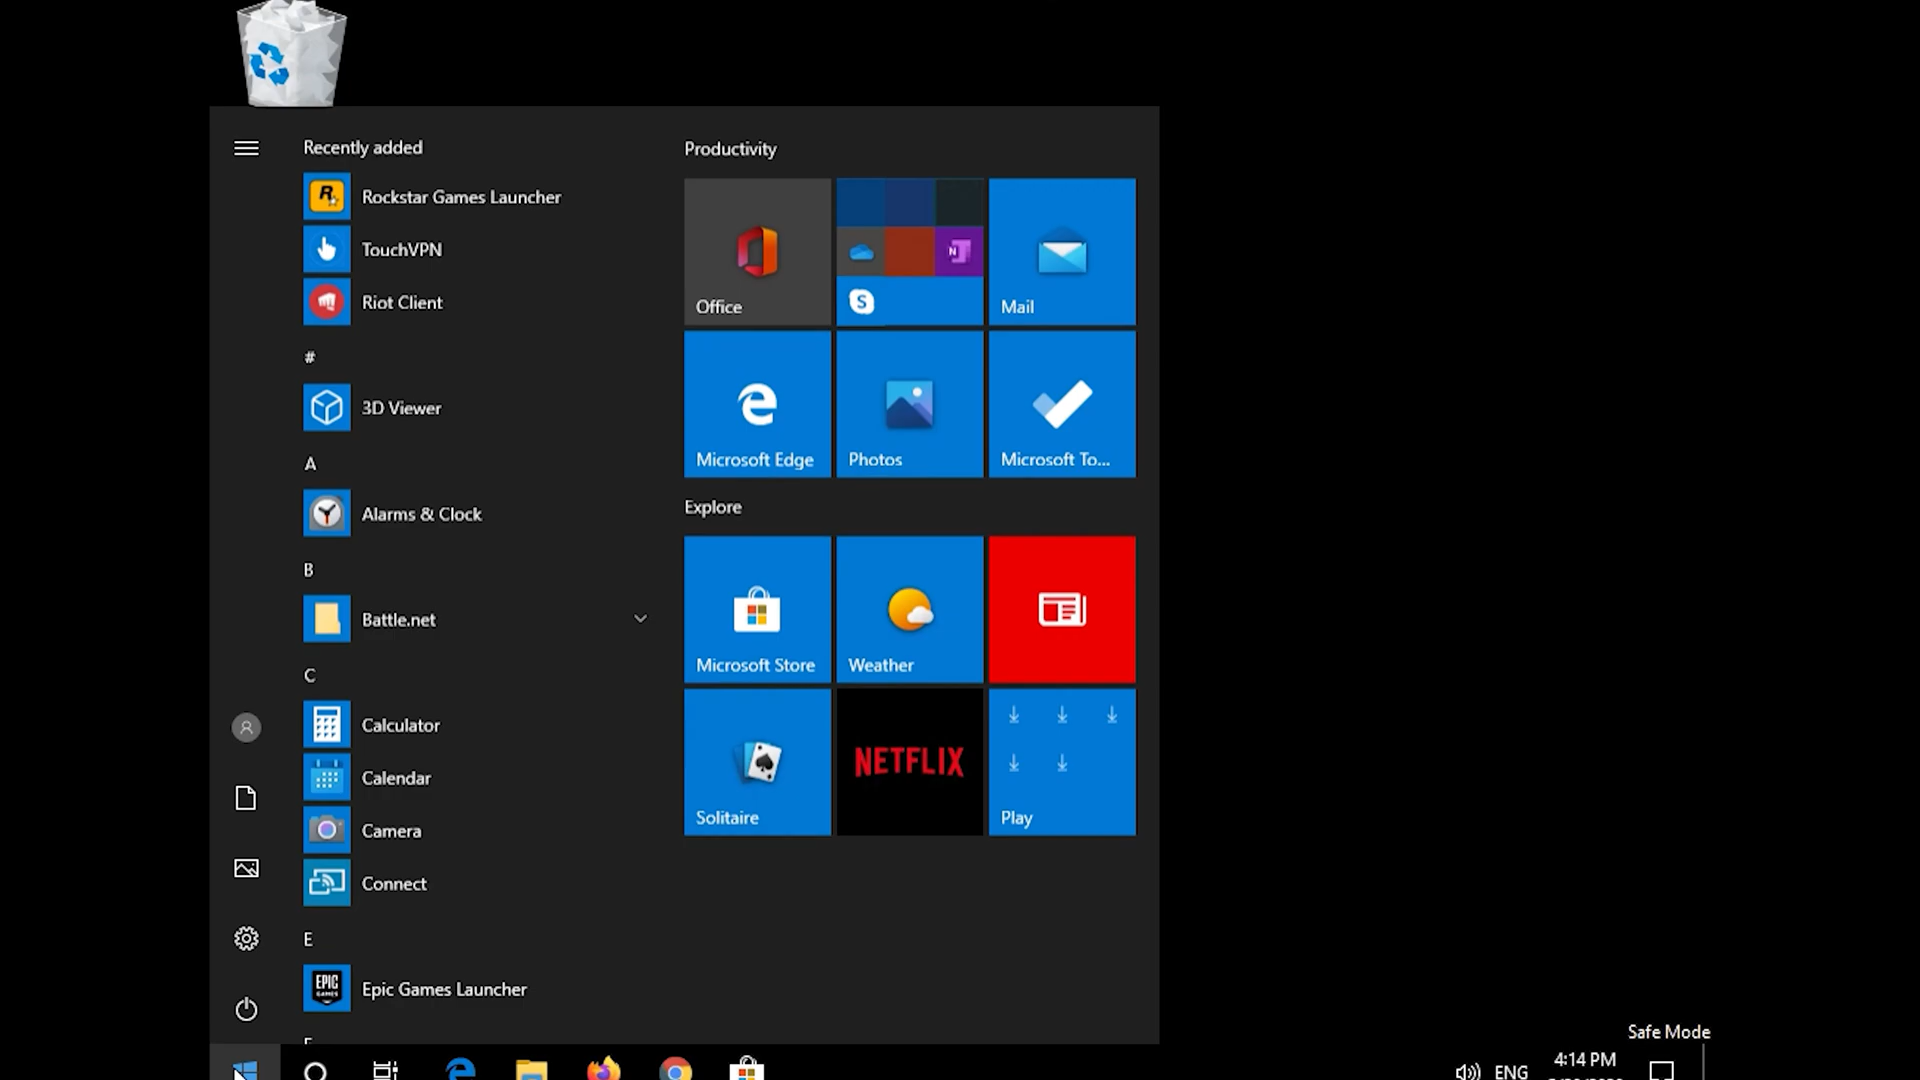 Recently added
Rockstar Games Launcher
TouchVPN
Riot Client
#
3D Viewer
A
Alarms & Clock
B
Battle.net
C
Calculator
Calendar
Camera
Connect
E
EPIC
GAMES
Epic Games Launcher
Productivity
Office
N
S
Mail
Microsoft Edge
Photos
Microsoft To...
Explore
Microsoft Store
Weather
Solitaire
NETFLIX
Play
Safe Mode
ENG
4:14 PM